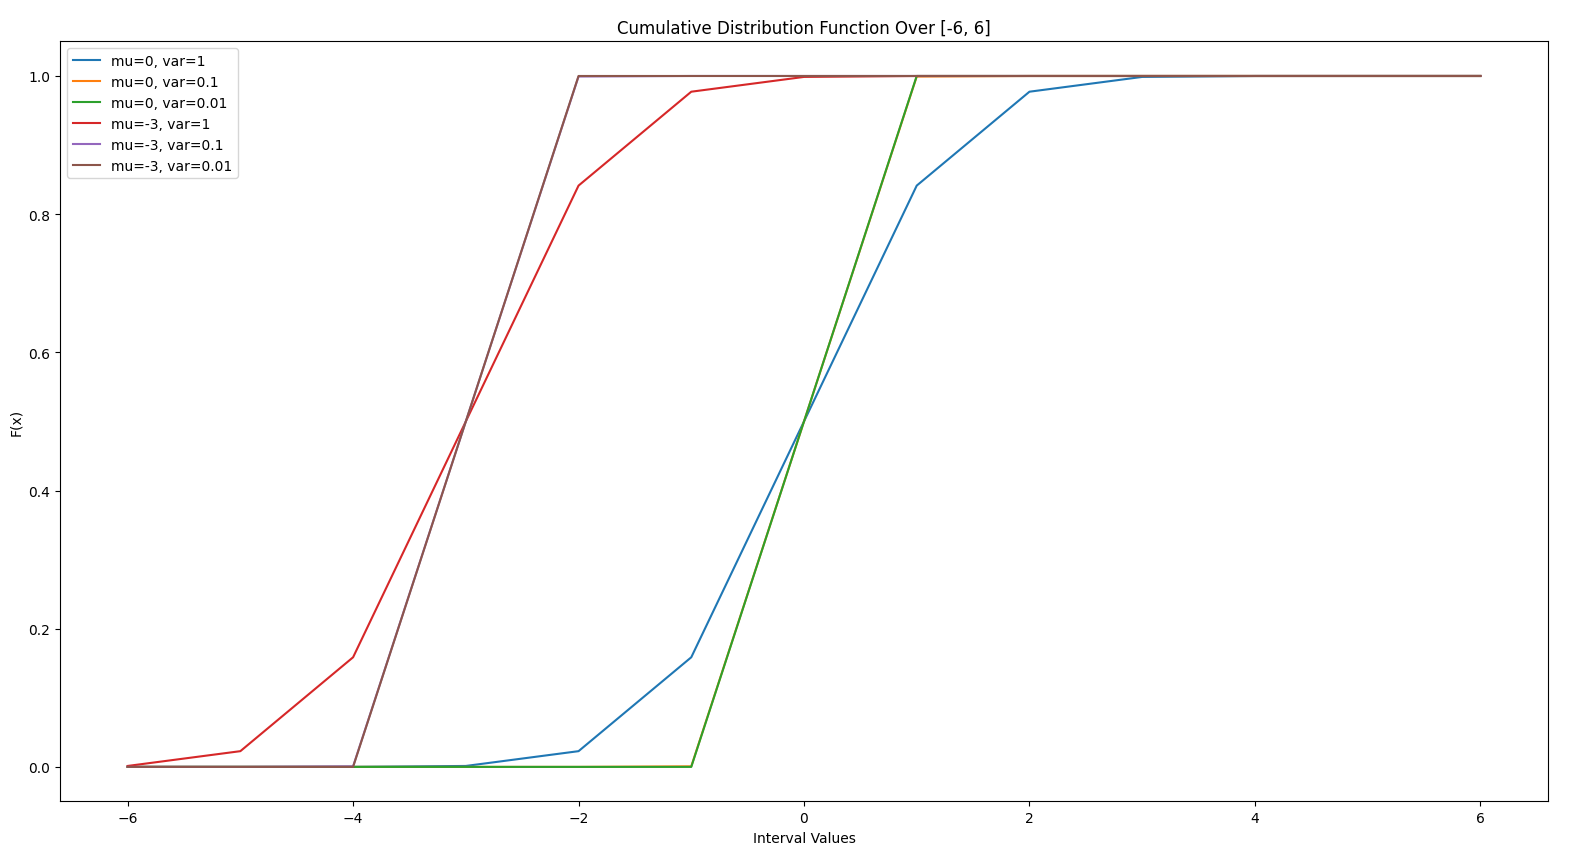 Cumulative Distribution Function Over [-6, 6]
mu=0, var=1
mu=0, var=0.1
mu=0, var=0.01
mu=-3, var=1
mu=-3, var=0.1
mu=-3, var=0.01
1.0
0.8
0.6
0.4
0.2
0.0
F(x)
−6 −4 −2 0 2 4 6
Interval Values